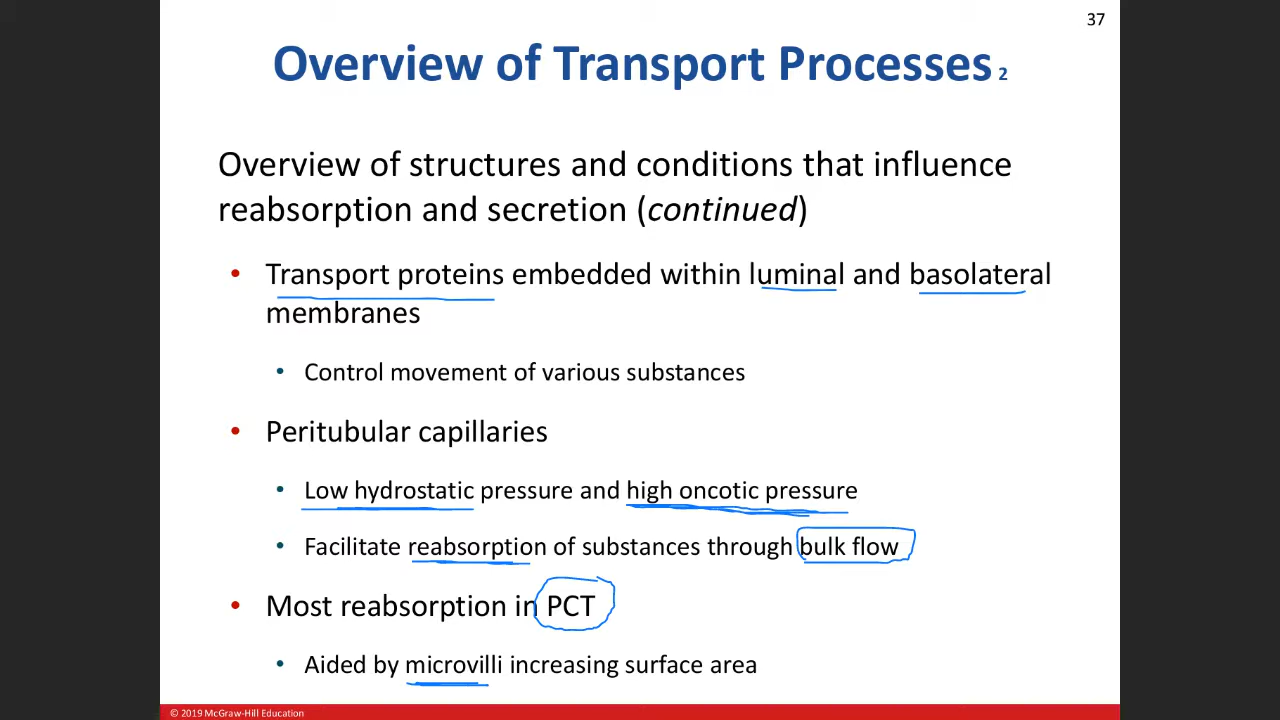 37
Overview of Transport Processes 2
Overview of structures and conditions that influence
reabsorption and secretion (continued)
• Transport proteins embedded within luminal and basolateral
membranes
• Control movement of various substances
• Peritubular capillaries
• Low hydrostatic pressure and high oncotic pressure
• Facilitate reabsorption of substances through bulk flow
• Most reabsorption in PCT
• Aided by microvilli increasing surface area
© 2019 McGraw-Hill Education